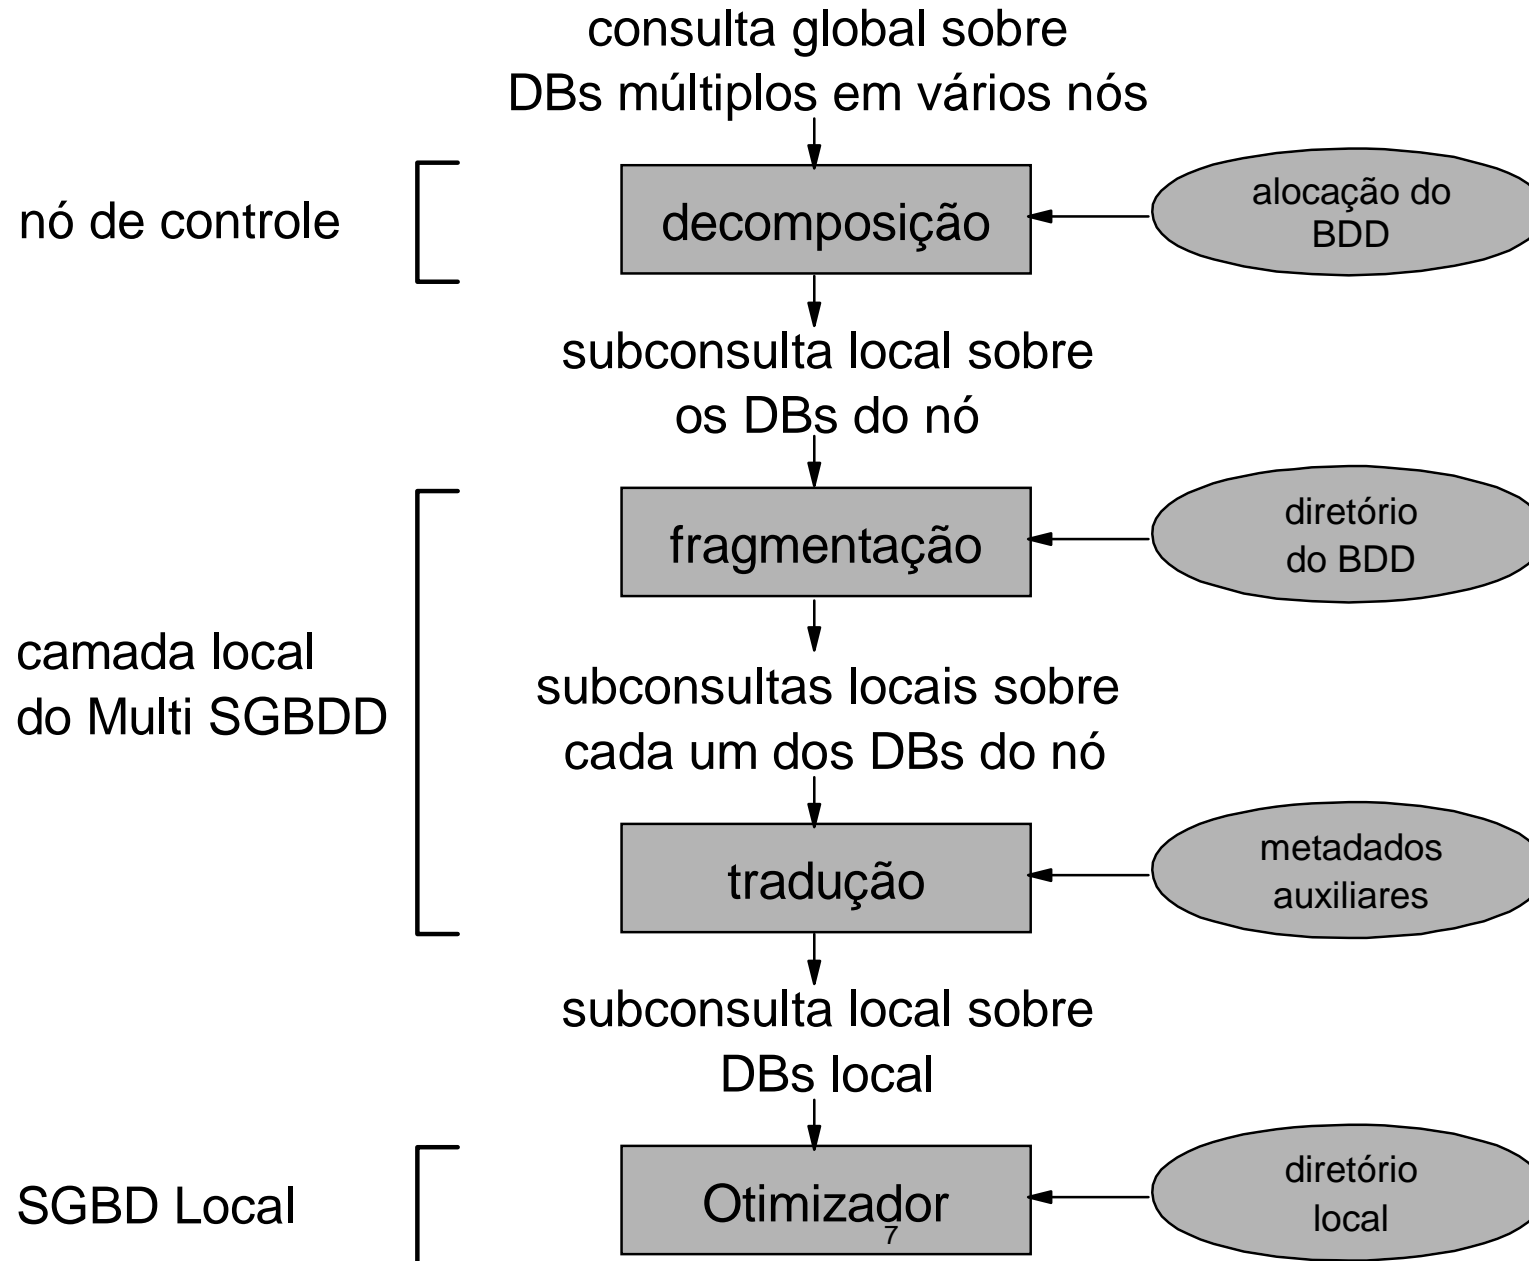 consulta global sobre
DBs múltiplos em vários nós
nó de controle
decomposição
alocação do
BDD
subconsulta local sobre
os DBs do nó
fragmentação
diretório
do BDD
camada local
do Multi SGBDD
subconsultas locais sobre
cada um dos DBs do nó
tradução
metadados
auxiliares
subconsulta local sobre
DBs local
SGBD Local
Otimizador
7
diretório
local